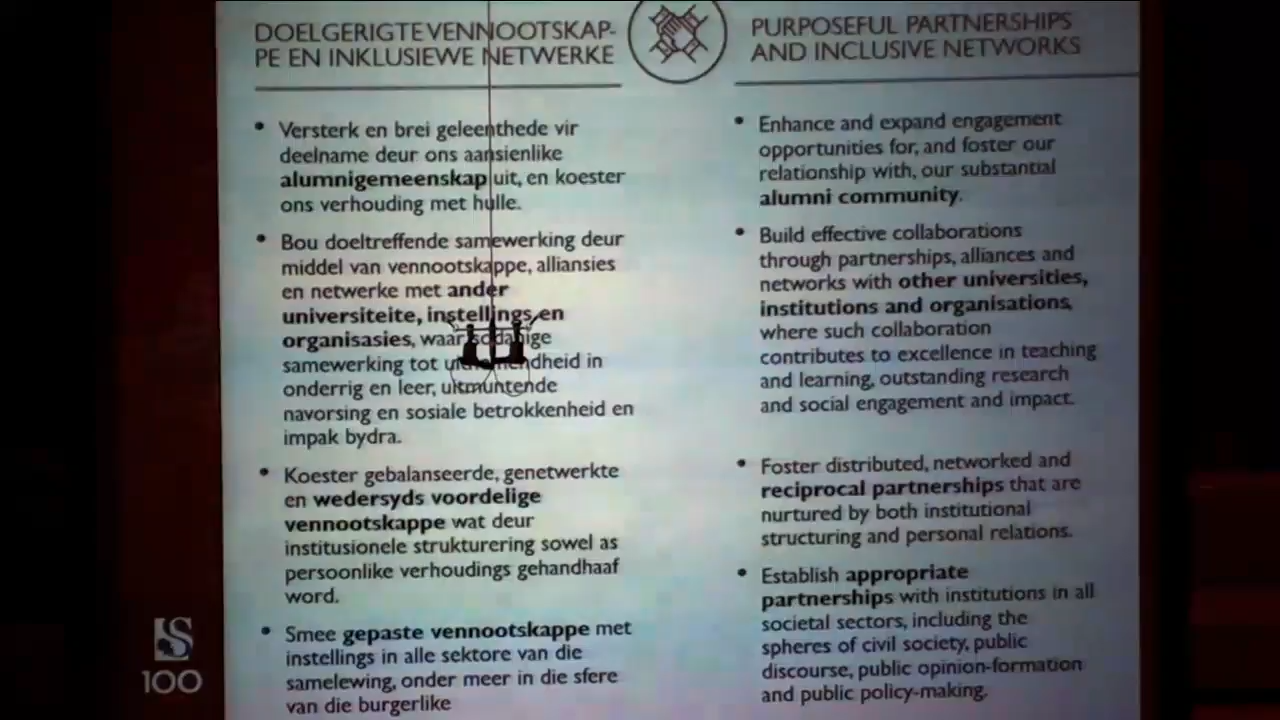 DOELGERIGTE VENNOOTSKAP-
PE EN INKLUSIEWE NETWERKE
• Versterk en brei geleenthede vir
deelname deur ons aansienlike
alumnigemeenskap uit, en koester
ons verhouding met hulle.
• Bou doeltreffende samewerking deur
middel van vennootskappe, alliansies
en netwerke met ander
universiteite, instellings en
organisasies, waar sodanige
samewerking tot uitnemendheid in
onderrig en leer, uitmuntende
navorsing en sosiale betrokkenheid en
impak bydra.
• Koester gebalanseerde, genetwerkte
en wedersyds voordelige
vennootskappe wat deur
institusionele strukturering sowel as
persoonlike verhoudings gehandhaaf
word.
• Smee gepaste vennootskappe met
instellings in alle sektore van die
samelewing, onder meer in die sfere
van die burgerlike
PURPOSEFUL PARTNERSHIPS
AND INCLUSIVE NETWORKS
• Enhance and expand engagement
opportunities for, and foster our
relationship with, our substantial
alumni community.
• Build effective collaborations
through partnerships, alliances and
networks with other universities,
institutions and organisations,
where such collaboration
contributes to excellence in teaching
and learning, outstanding research
and social engagement and impact.
• Foster distributed, networked and
reciprocal partnerships that are
nurtured by both institutional
structuring and personal relations.
• Establish appropriate
partnerships with institutions in all
societal sectors, including the
spheres of civil society, public
discourse, public opinion-formation
and public policy-making.
S
100